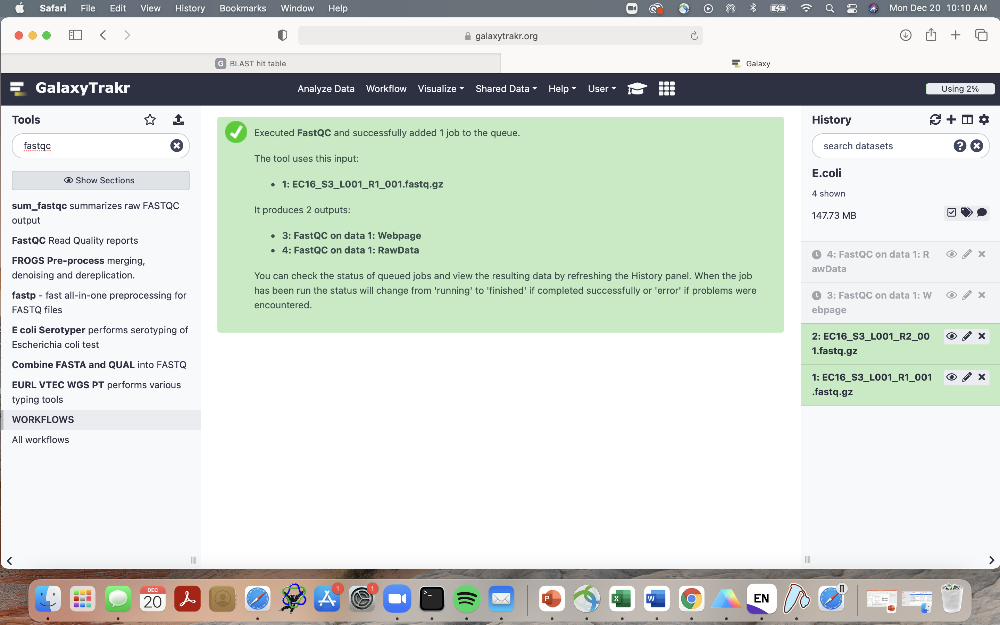 Safari File Edit View History Bookmarks Window Help Mon Dec 20 10:10 AM
galaxytrakr.org
G BLAST hit table
Galaxy
GalaxyTrakr
Analyze Data Workflow Visualize Shared Data Help User
Using 2%
Tools
fastqc
Show Sections
sum_fastqc summarizes raw FASTQC
output
FastQC Read Quality reports
FROGS Pre-process merging,
denoising and dereplication.
fastp - fast all-in-one preprocessing for
FASTQ files
E coli Serotyper performs serotyping of
Escherichia coli test
Combine FASTA and QUAL into FASTQ
EURL VTEC WGS PT performs various
typing tools
WORKFLOWS
All workflows
Executed FastQC and successfully added 1 job to the queue.
The tool uses this input:
• 1: EC16_S3_L001_R1_001.fastq.gz
It produces 2 outputs:
• 3: FastQC on data 1: Webpage
• 4: FastQC on data 1: RawData
You can check the status of queued jobs and view the resulting data by refreshing the History panel. When the job
has been run the status will change from 'running' to 'finished' if completed successfully or 'error' if problems were
encountered.
History
search datasets
E.coli
4 shown
147.73 MB
4: FastQC on data 1: R
awData
3: FastQC on data 1: W
ebpage
2: EC16_S3_L001_R2_00
1.fastq.gz
1: EC16_S3_L001_R1_001
.fastq.gz
DEC
20
1
1
>_
P
X
W
EN